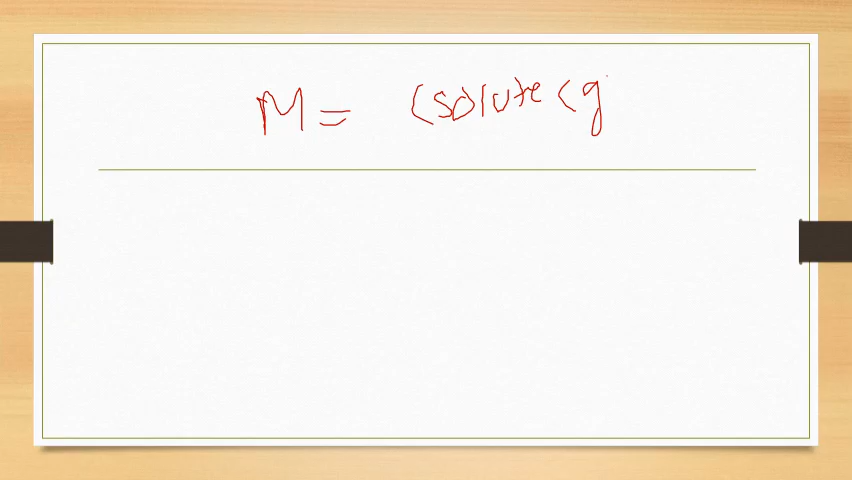 M = (solute (g